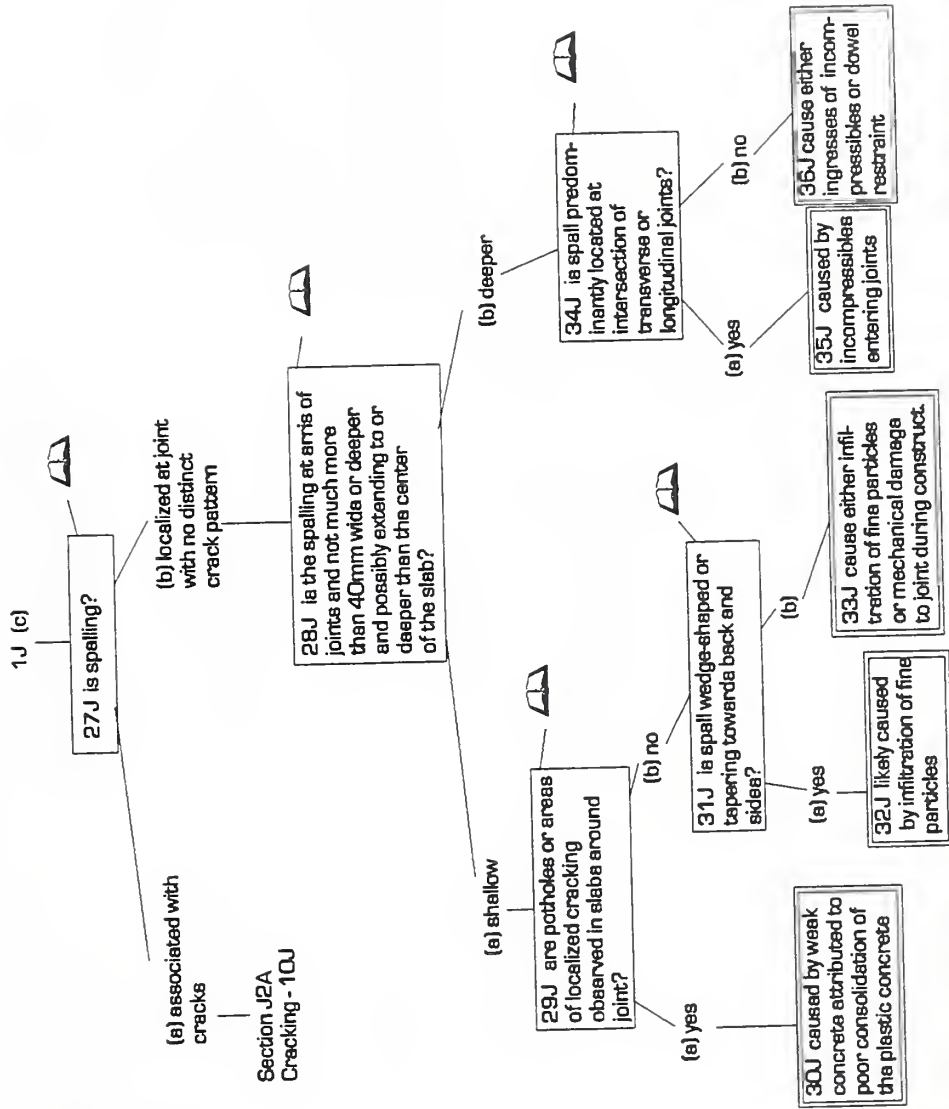 1J (c)
27J is spalling?
(a) associated with
cracks
Section J2A
Cracking - 10J
(b) localized at joint
with no distinct
crack pattern
28J is the spalling at arris of
joints and not much more
than 40mm wide or deeper
and possibly extending to or
deeper than the center
of the slab?
(a) shallow
(b) deeper
29J are potholes or areas
of localized cracking
observed in slabs around
joint?
(a) yes
(b) no
30J caused by weak
concrete attributed to
poor consolidation of
the plastic concrete
31J is spall wedge-shaped or
tapering towards back and
sides?
(a) yes
(b)
32J likely caused
by infiltration of fine
particles
33J cause either infil-
tration of fine particles
or mechanical damage
to joint during construct.
34J is spall predom-
inantly located at
intersection of
transverse or
longitudinal joints?
(a) yes
(b) no
35J caused by
incompressibles
entering joints
36J cause either
ingresses of incom-
pressibles or dowel
restraint